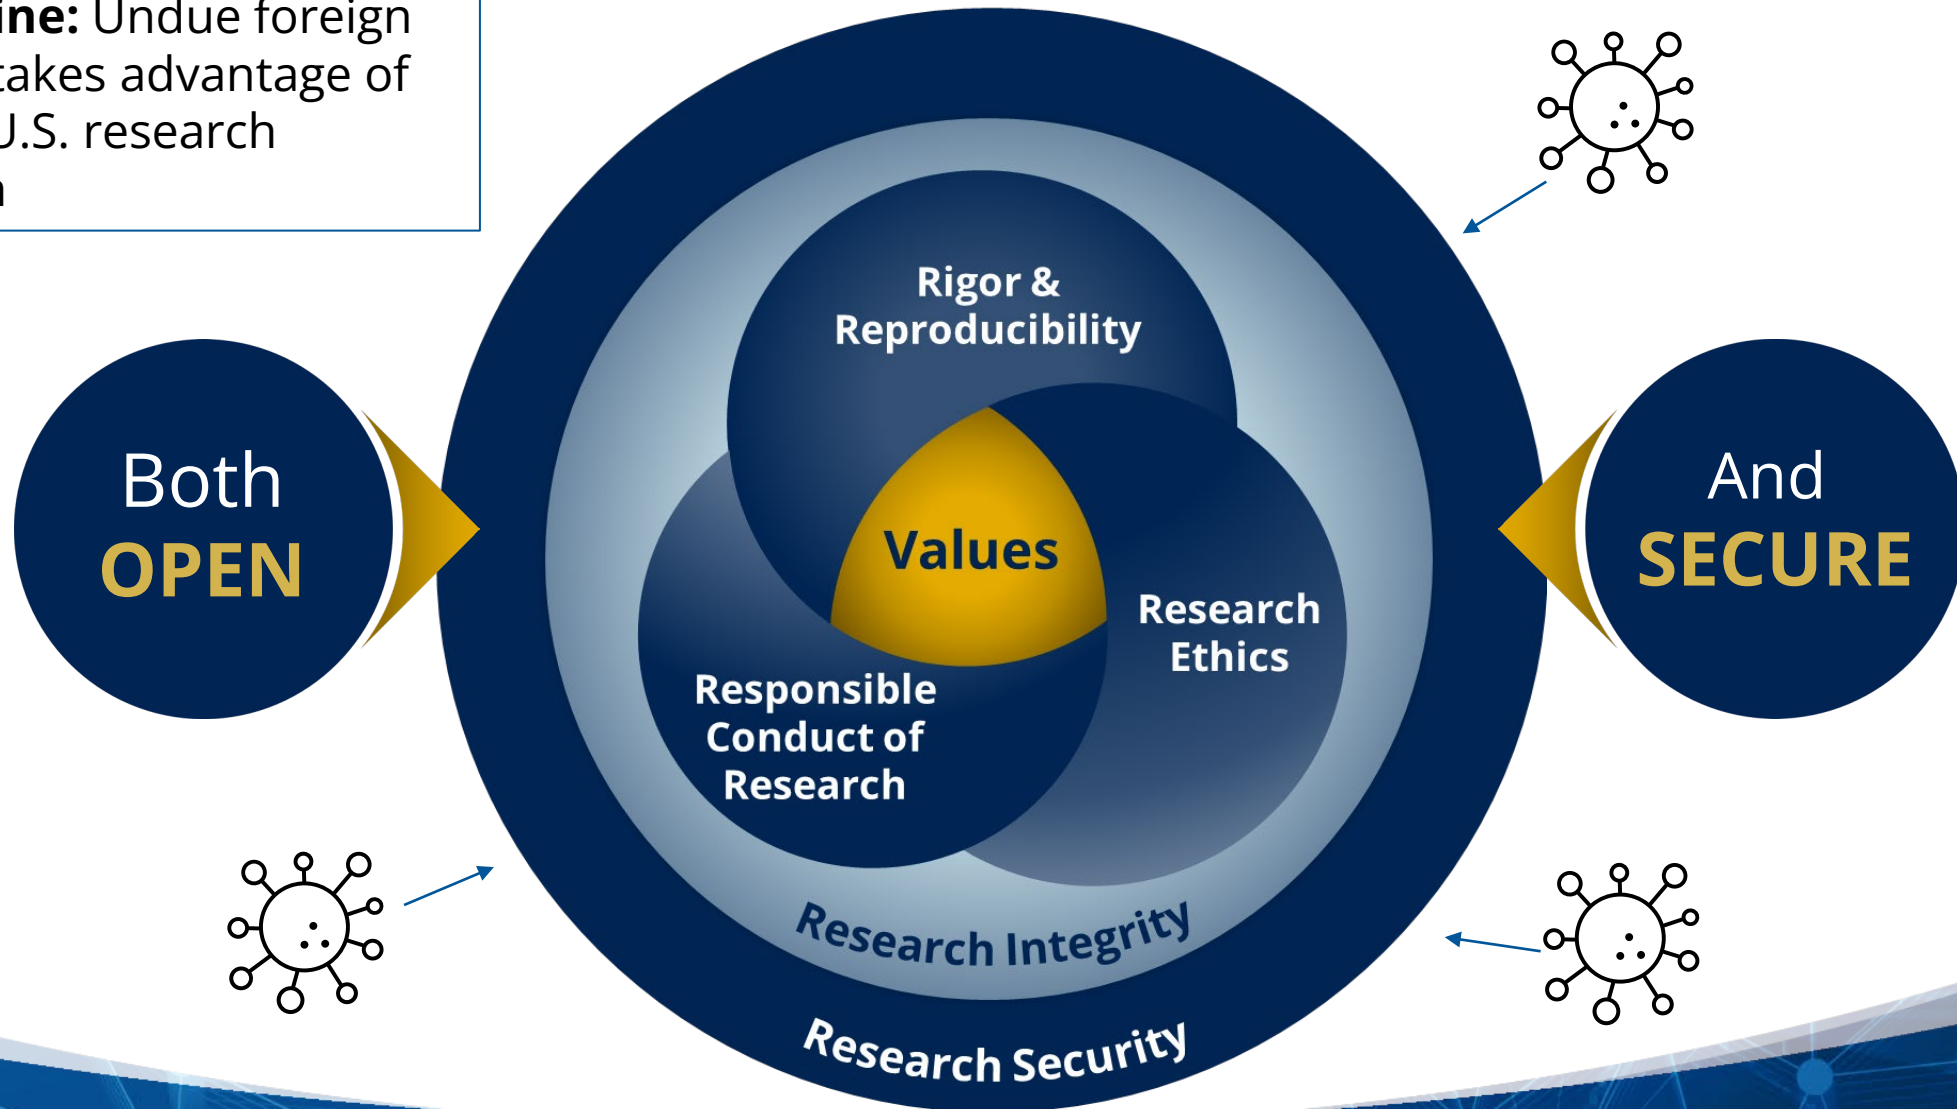 ine: Undue foreign
takes advantage of
U.S. research
Rigor &
Reproducibility
Both
OPEN
Values
And
SECURE
Research
Ethics
Responsible
Conduct of
Research
Research Integrity
Research Security